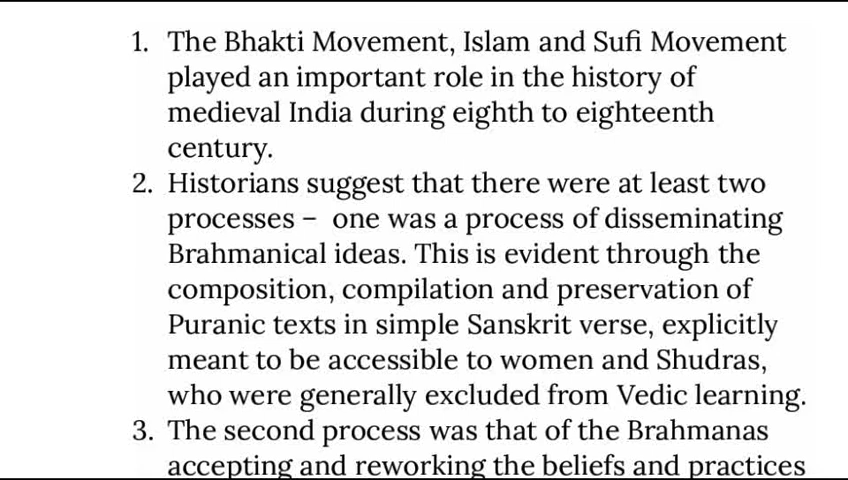 1. The Bhakti Movement, Islam and Sufi Movement
played an important role in the history of
medieval India during eighth to eighteenth
century.
2. Historians suggest that there were at least two
processes – one was a process of disseminating
Brahmanical ideas. This is evident through the
composition, compilation and preservation of
Puranic texts in simple Sanskrit verse, explicitly
meant to be accessible to women and Shudras,
who were generally excluded from Vedic learning.
3. The second process was that of the Brahmanas
accepting and reworking the beliefs and practices